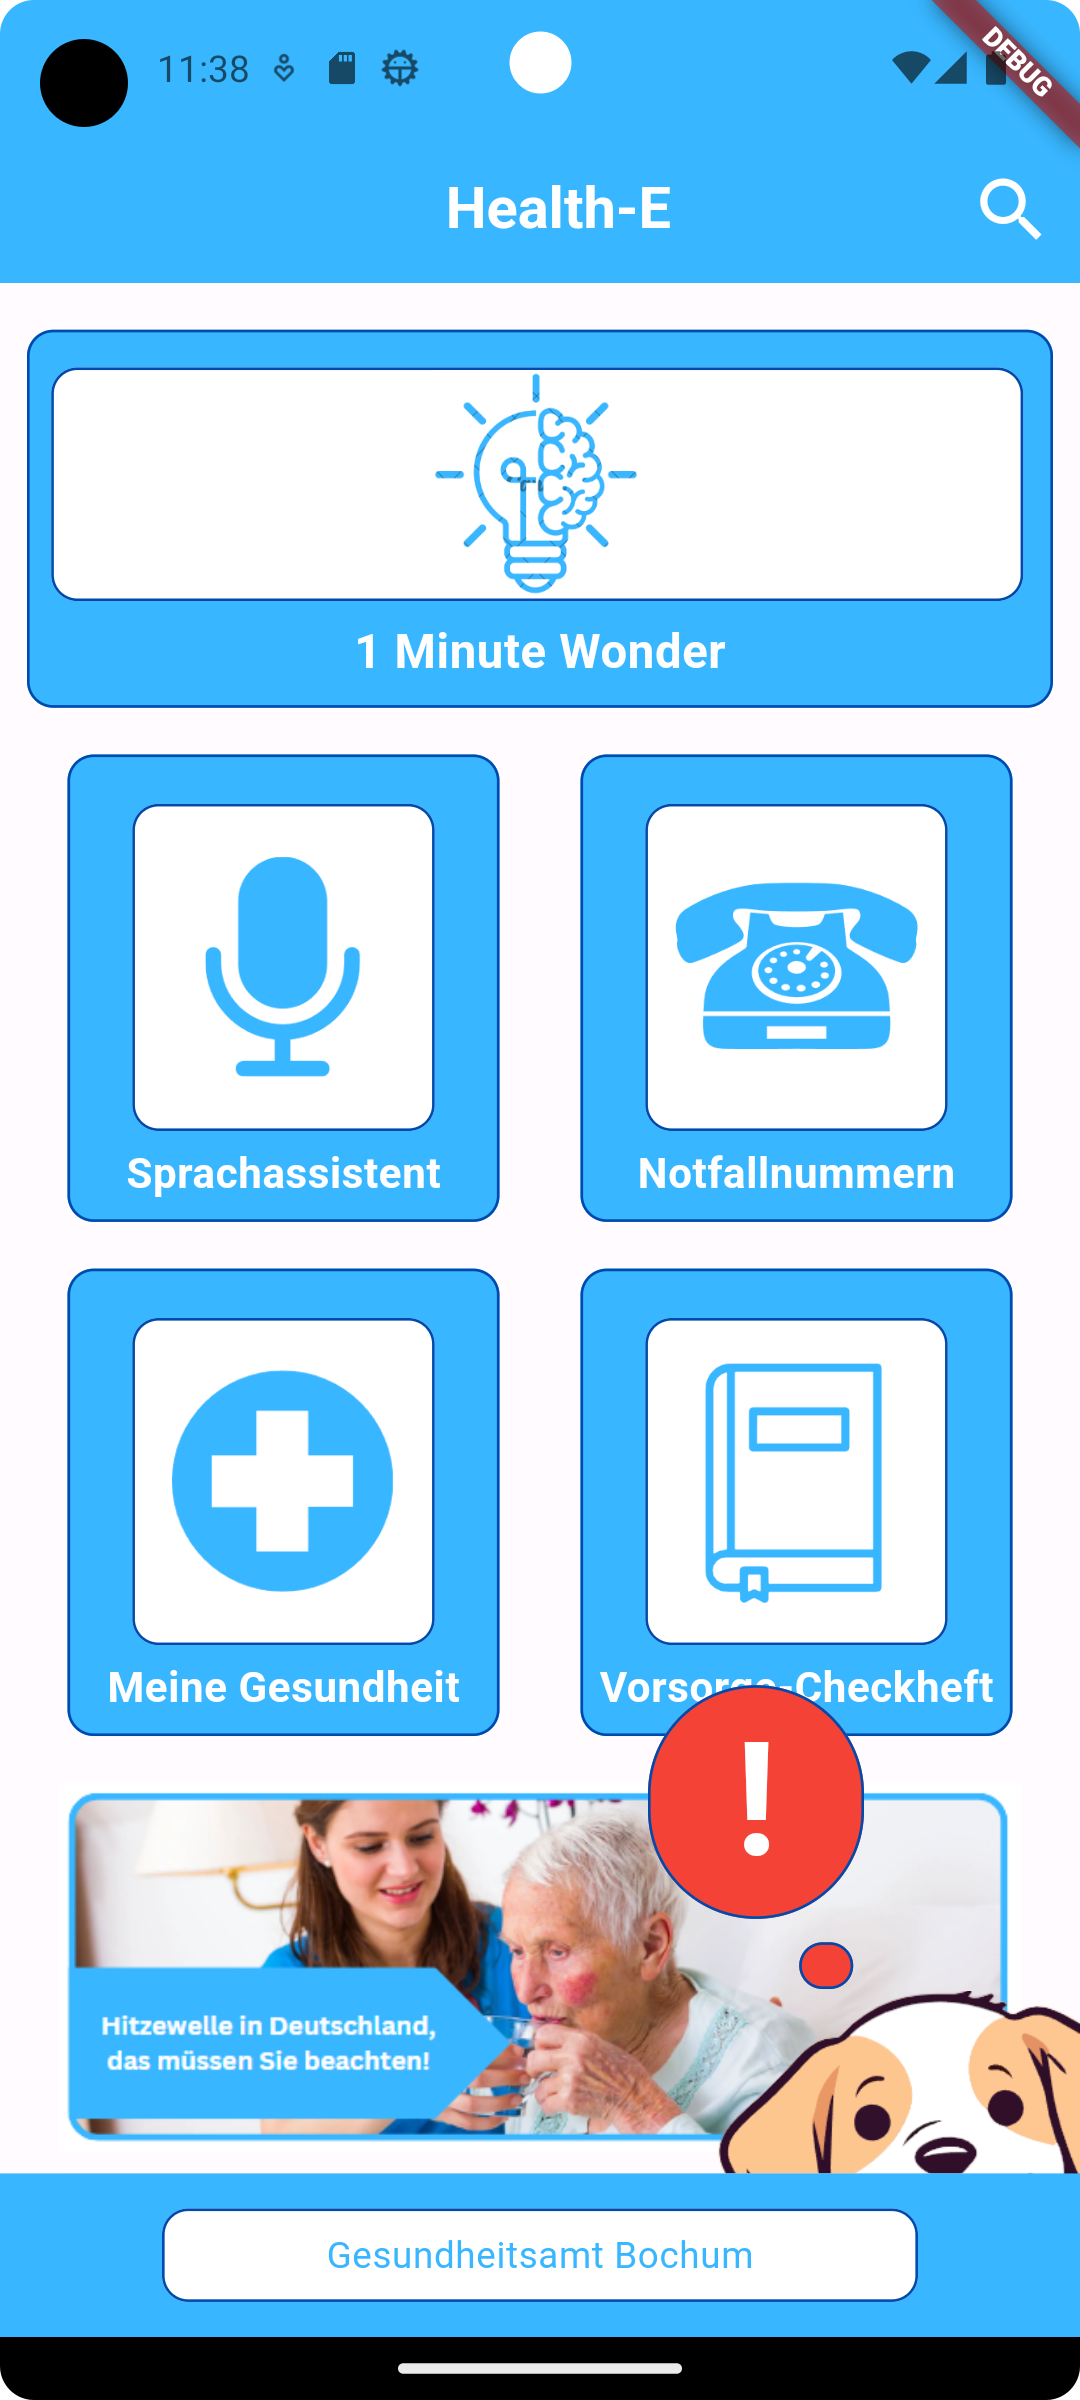 11:38
DEBUG
Health-E
1 Minute Wonder
Sprachassistent
Notfallnummern
Meine Gesundheit
Vorsorge-Checkheft
!
Hitzewelle in Deutschland,
das müssen Sie beachten!
Gesundheitsamt Bochum